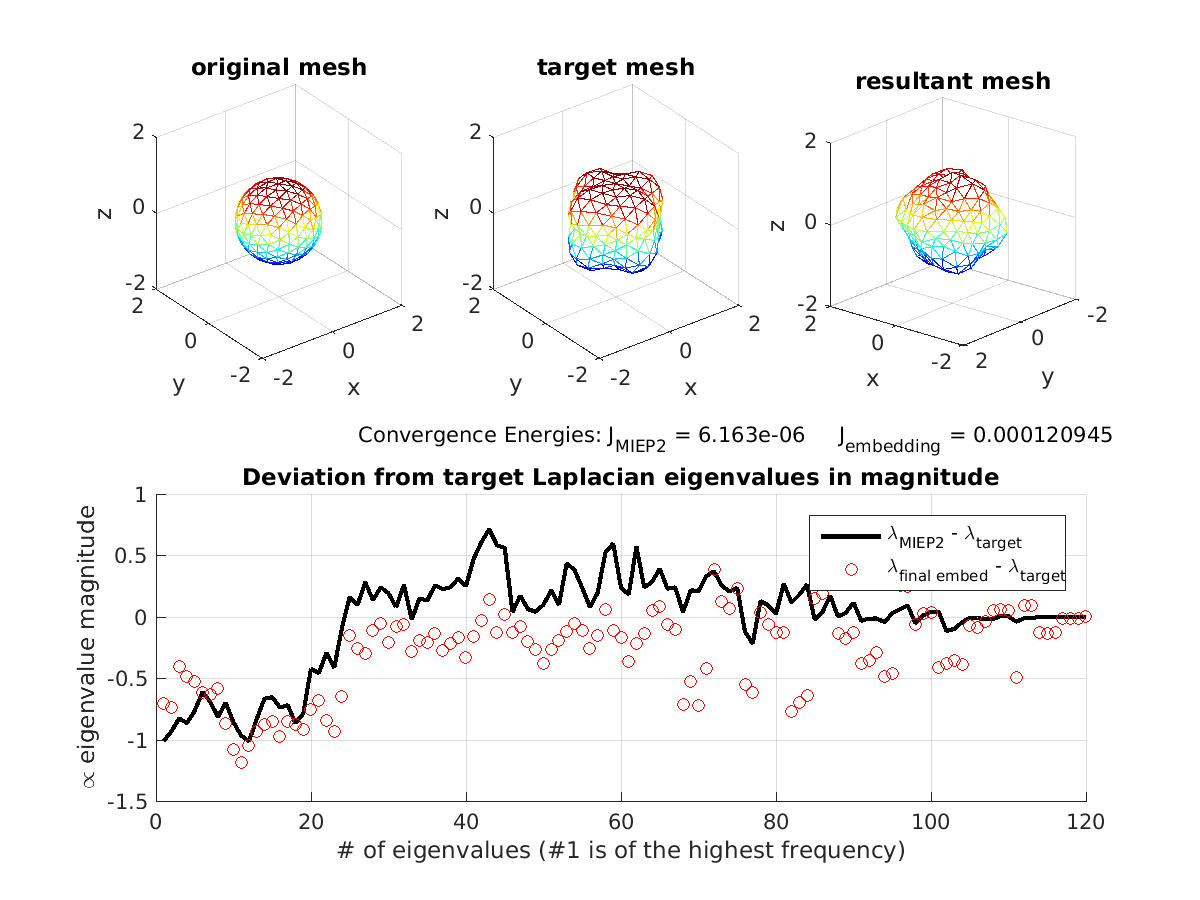 original mesh
target mesh
resultant mesh
2
0
-2
z
2
0
-2
y
-2
0
2
x
2
0
-2
z
2
0
-2
y
-2
0
2
x
2
0
-2
z
2
0
-2
x
2
0
-2
y
Convergence Energies: J_MIEP2 = 6.163e-06 J_embedding = 0.000120945
Deviation from target Laplacian eigenvalues in magnitude
1
0.5
0
-0.5
-1
-1.5
∝ eigenvalue magnitude
λ_MIEP2 - λ_target
λ_final embed - λ_target
0 20 40 60 80 100 120
# of eigenvalues (#1 is of the highest frequency)